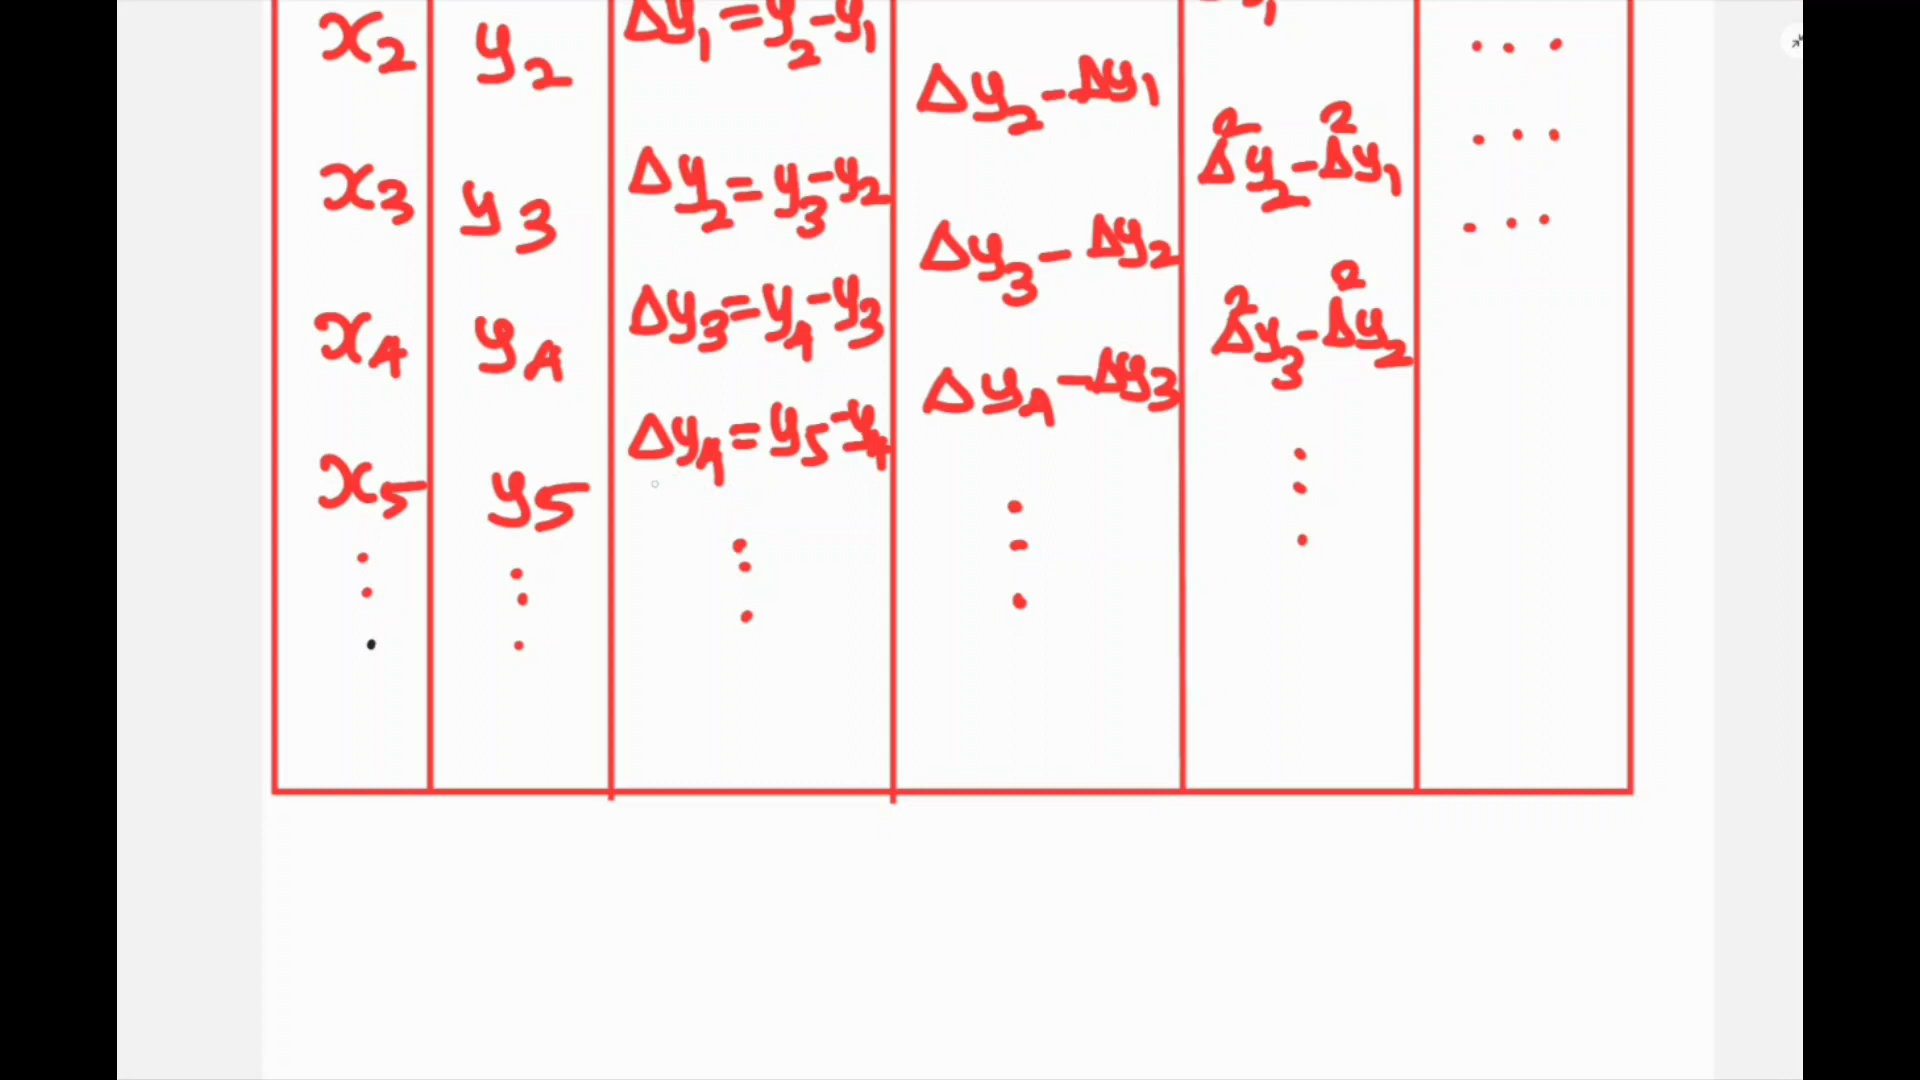 x₂ y₂ Δy₁ = y₂ - y₁ ...
Δy₂ - Δy₁
x₃ y₃ Δy₂ = y₃ - y₂ Δ²y₂ - Δ²y₁ ...
Δy₃ - Δy₂ ...
x₄ y₄ Δy₃ = y₄ - y₃ Δ²y₃ - Δ²y₂
Δy₄ - Δy₃
Δy₄ = y₅ - y₄
x₅ y₅